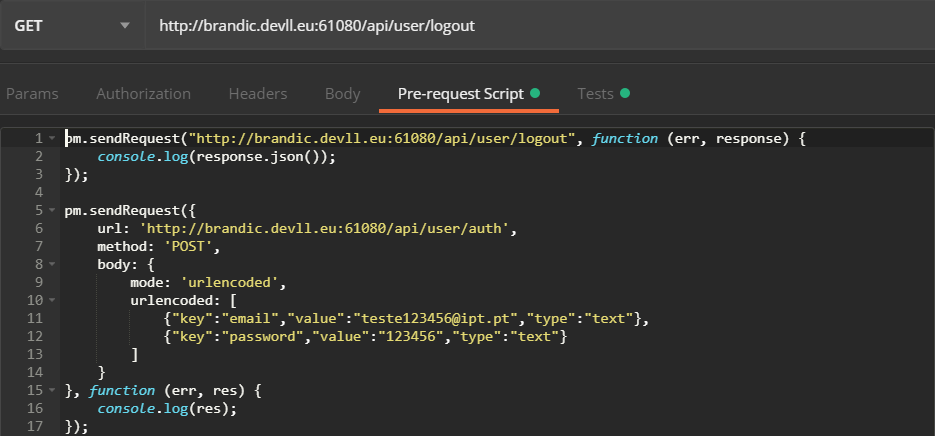 GET http://brandic.devll.eu:61080/api/user/logout
Params Authorization Headers Body Pre-request Script Tests
1 pm.sendRequest("http://brandic.devll.eu:61080/api/user/logout", function (err, response) {
2     console.log(response.json());
3 });
4
5 pm.sendRequest({
6     url: 'http://brandic.devll.eu:61080/api/user/auth',
7     method: 'POST',
8     body: {
9         mode: 'urlencoded',
10         urlencoded: [
11             {"key":"email","value":"teste123456@ipt.pt","type":"text"},
12             {"key":"password","value":"123456","type":"text"}
13         ]
14     }
15 }, function (err, res) {
16     console.log(res);
17 });